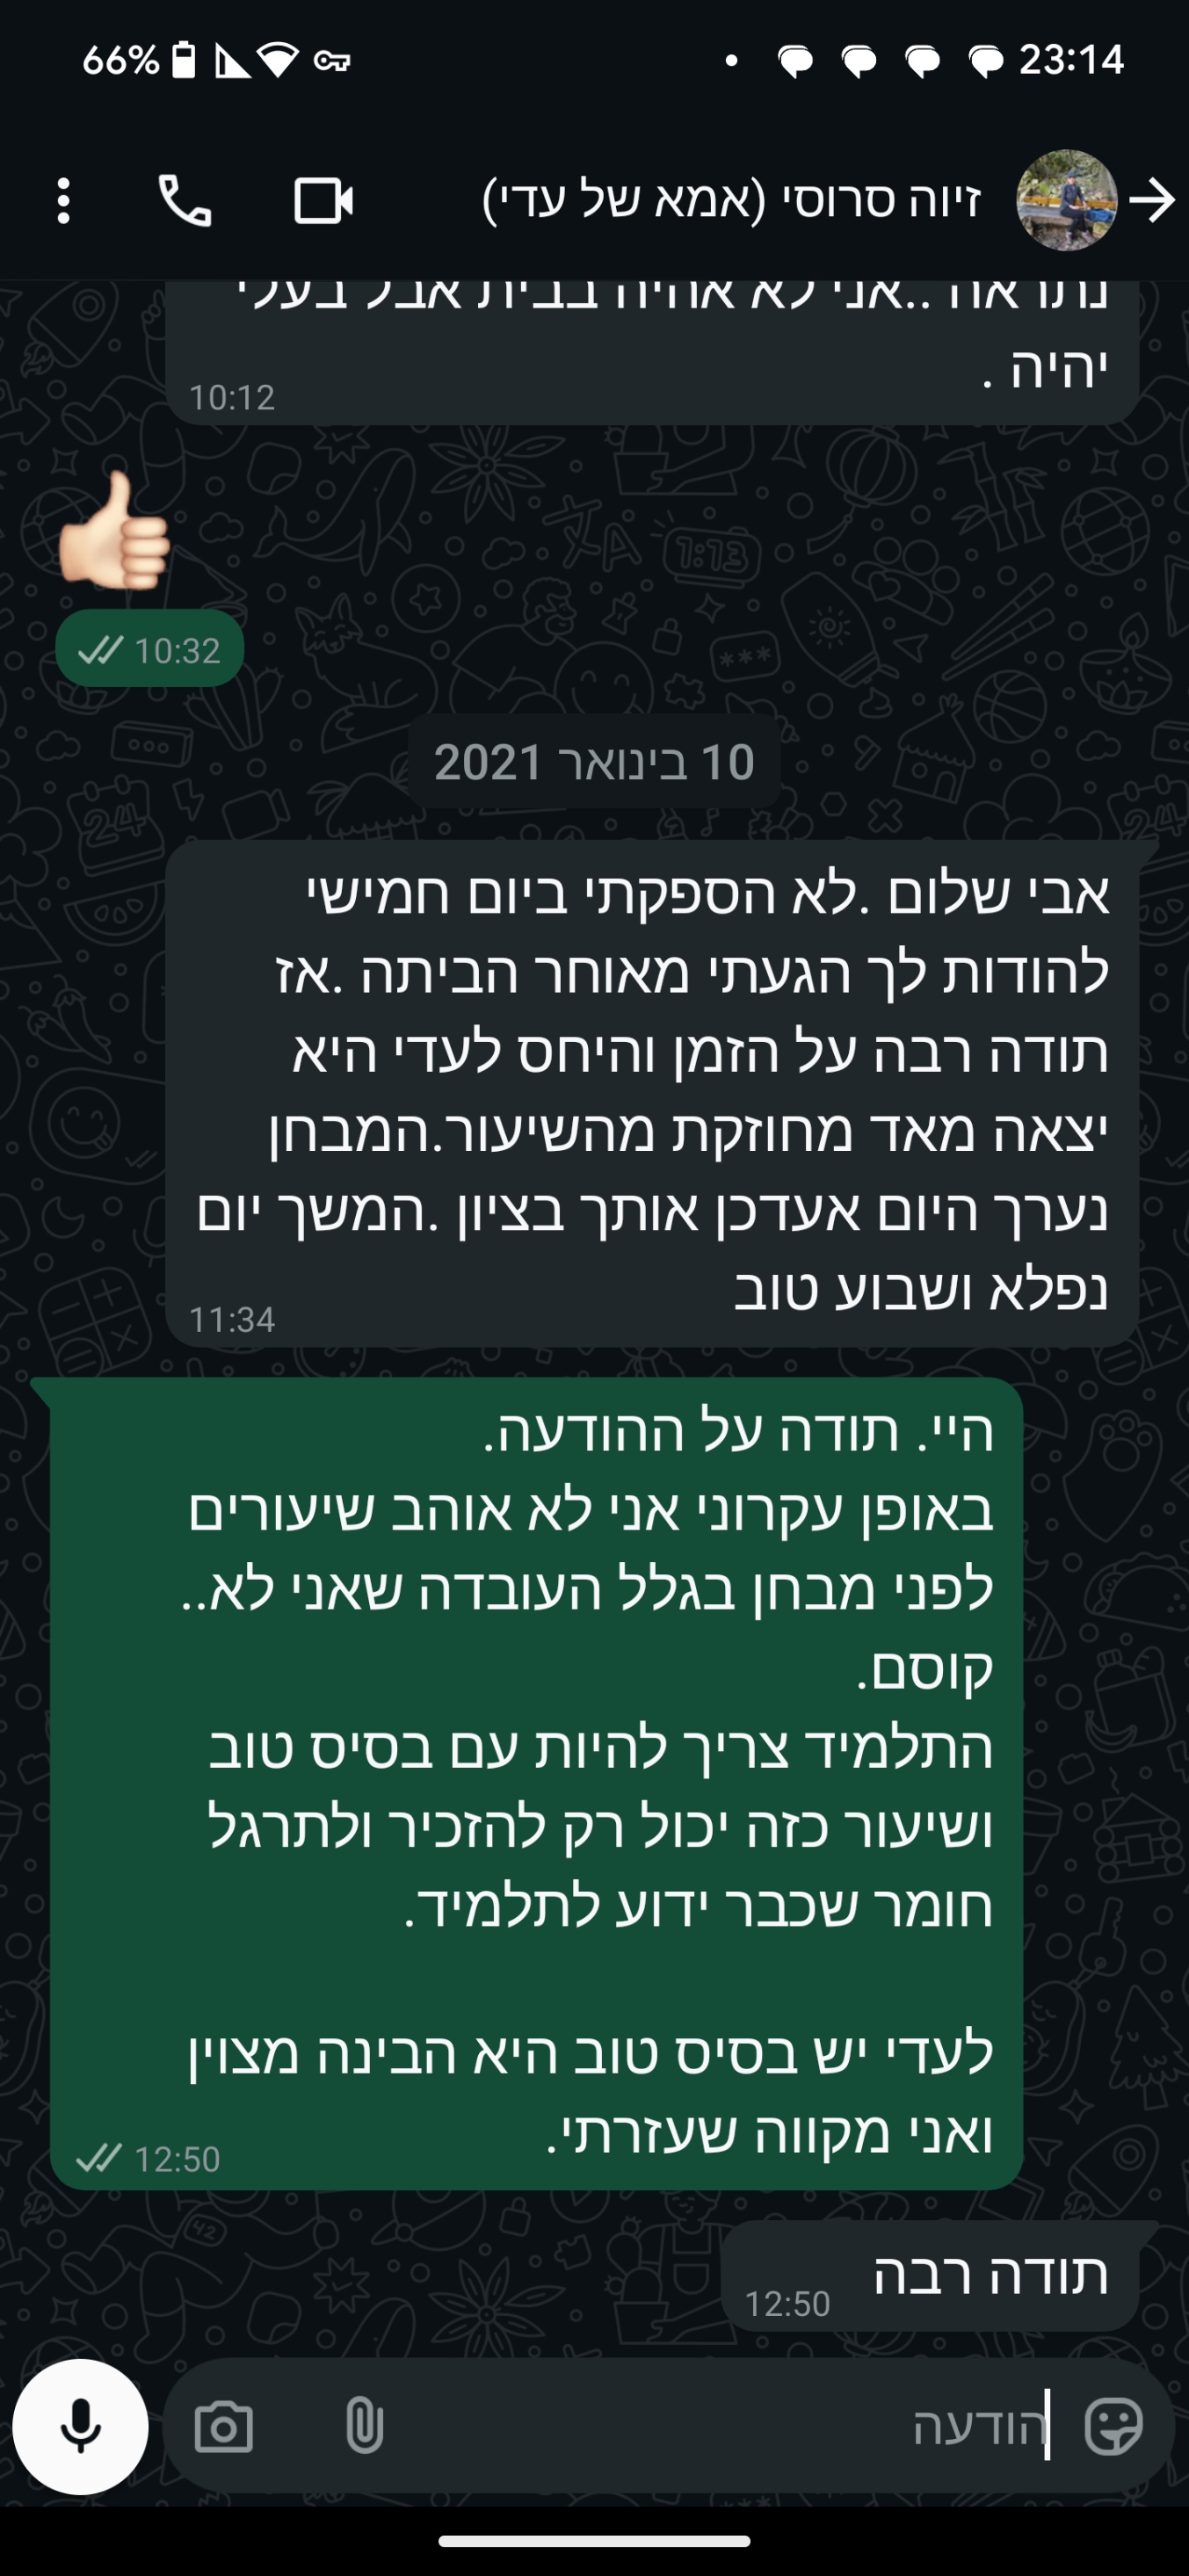 23:14
66%
זיוה סרוסי (אמא של עדי)
נתראה ..אני לא אהיה בבית אבל בעלי
יהיה .
10:12
10:32
10 בינואר 2021
אבי שלום .לא הספקתי ביום חמישי
להודות לך הגעתי מאוחר הביתה .אז
תודה רבה על הזמן והיחס לעדי היא
יצאה מאד מחוזקת מהשיעור.המבחן
נערך היום אעדכן אותך בציון .המשך יום
נפלא ושבוע טוב
11:34
היי. תודה על ההודעה.
באופן עקרוני אני לא אוהב שיעורים
לפני מבחן בגלל העובדה שאני לא..
קוסם.
התלמיד צריך להיות עם בסיס טוב
ושיעור כזה יכול רק להזכיר ולתרגל
חומר שכבר ידוע לתלמיד.
לעדי יש בסיס טוב היא הבינה מצוין
ואני מקווה שעזרתי.
12:50
תודה רבה
12:50
הודעה